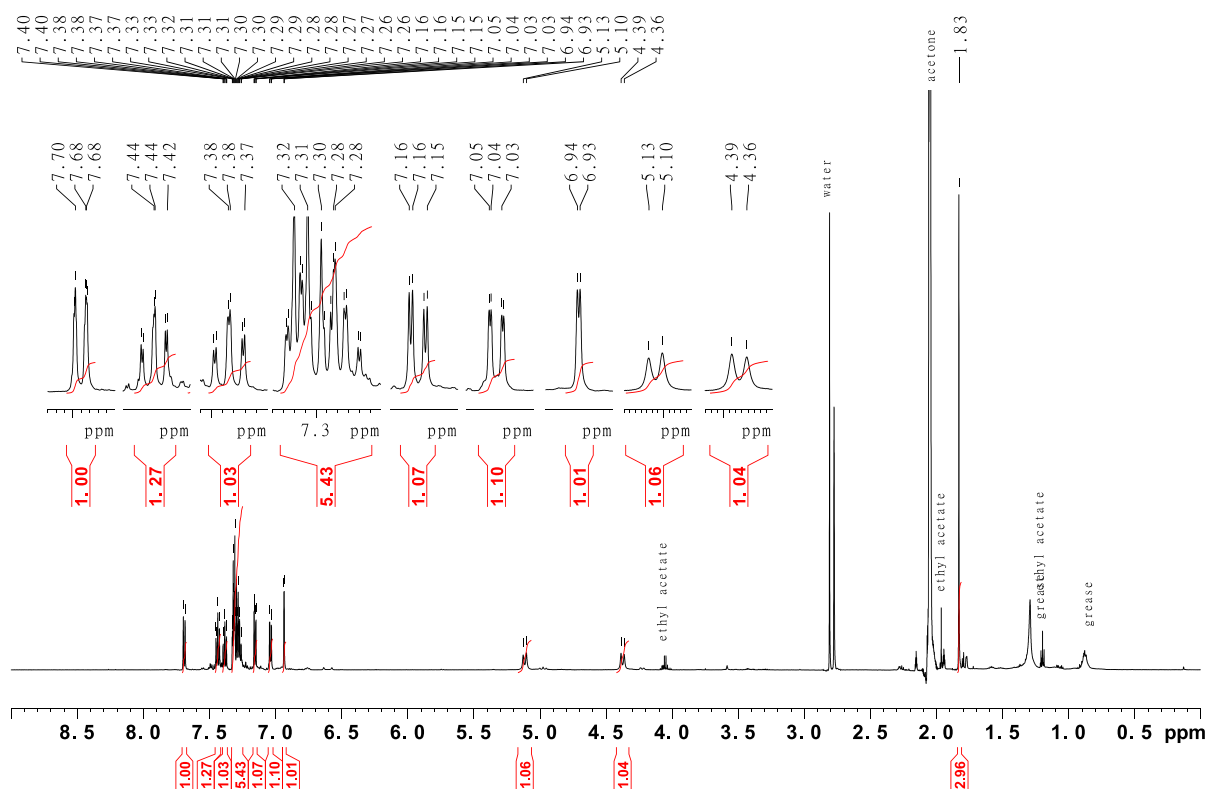 7.40 7.40 7.38 7.38 7.37 7.37 7.33 7.33 7.32 7.31 7.31 7.31 7.30 7.30 7.29 7.29 7.28 7.28 7.27 7.27 7.26 7.26 7.16 7.16 7.15 7.15 7.05 7.04 7.03 7.03 6.94 6.93 5.13 5.10 4.39 4.36
acetone
1.83
7.70 7.68 7.68
7.44 7.44 7.42
7.38 7.38 7.37
7.32 7.31 7.30 7.28 7.28
7.16 7.16 7.15
7.05 7.04 7.03
6.94 6.93
5.13 5.10
4.39 4.36
water
ppm ppm ppm 7.3 ppm ppm ppm ppm ppm ppm
1.00 1.27 1.03 5.43 1.07 1.10 1.01 1.06 1.04
ethyl acetate
ethyl acetate
grease
ethyl acetate
grease
8.5 8.0 7.5 7.0 6.5 6.0 5.5 5.0 4.5 4.0 3.5 3.0 2.5 2.0 1.5 1.0 0.5 ppm
1.00 1.27 1.03 5.43 1.07 1.10 1.01 1.06 1.04 2.96